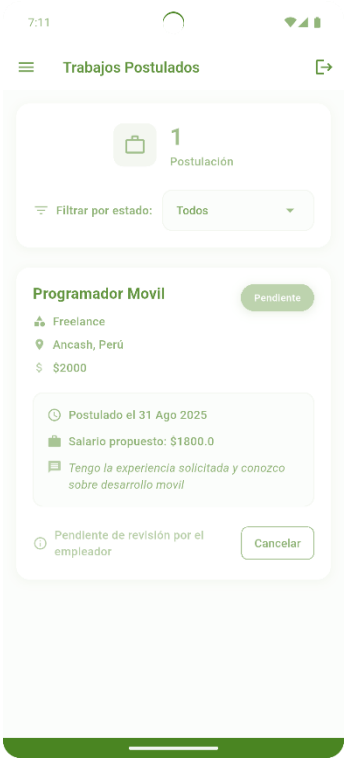 7:11
Trabajos Postulados
1
Postulación
Filtrar por estado:
Todos
Programador Movil
Pendiente
Freelance
Ancash, Perú
$ $2000
Postulado el 31 Ago 2025
Salario propuesto: $1800.0
Tengo la experiencia solicitada y conozco
sobre desarrollo movil
Pendiente de revisión por el
empleador
Cancelar